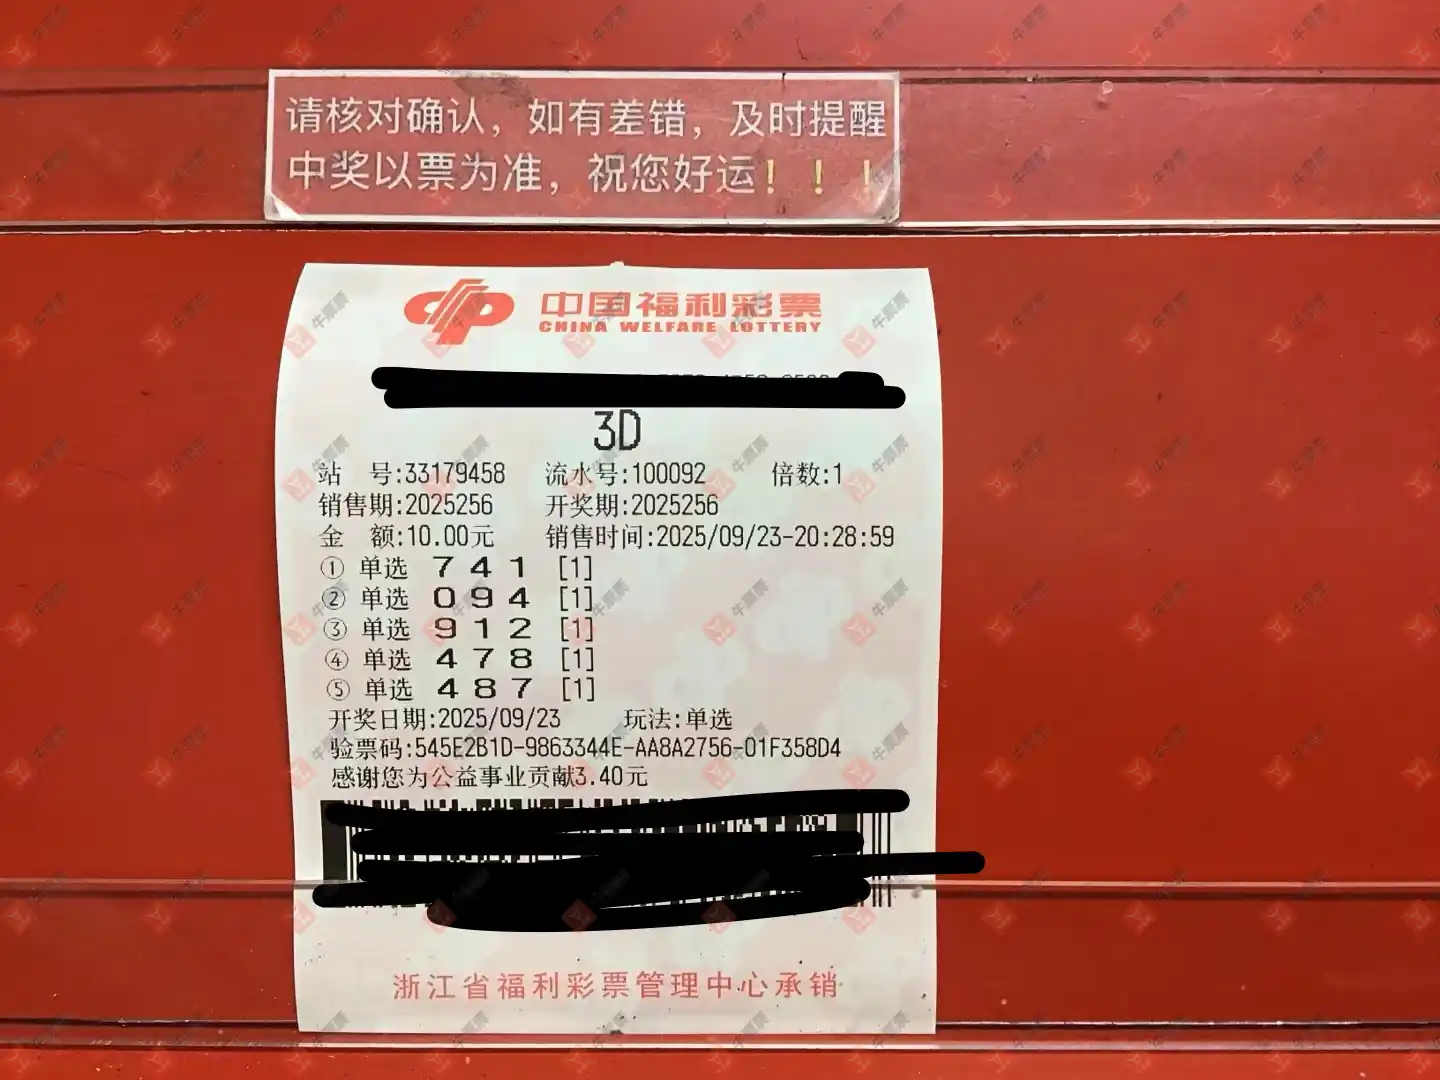 请核对确认，如有差错，及时提醒
中奖以票为准，祝您好运！！！
中国福利彩票
CHINA WELFARE LOTTERY
3D
站 号:33179458 流水号:100092 倍数:1
销售期:2025256 开奖期:2025256
金 额:10.00元 销售时间:2025/09/23-20:28:59
① 单选 7 4 1 [1]
② 单选 0 9 4 [1]
③ 单选 9 1 2 [1]
④ 单选 4 7 8 [1]
⑤ 单选 4 8 7 [1]
开奖日期:2025/09/23 玩法:单选
验票码:545E2B1D-9863344E-AA8A2756-01F358D4
感谢您为公益事业贡献3.40元
浙江省福利彩票管理中心承销